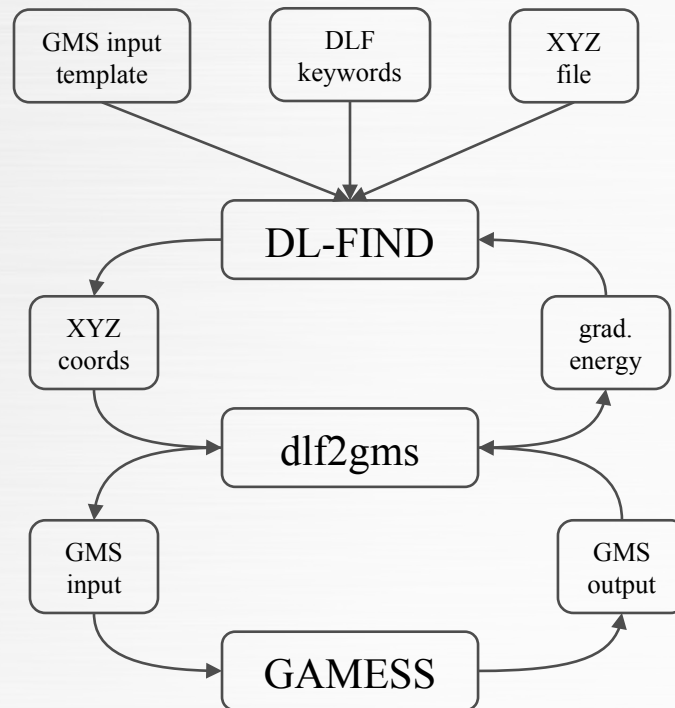 GMS input
template
DLF
keywords
XYZ
file
DL-FIND
XYZ
coords
grad.
energy
dlf2gms
GMS
input
GMS
output
GAMESS